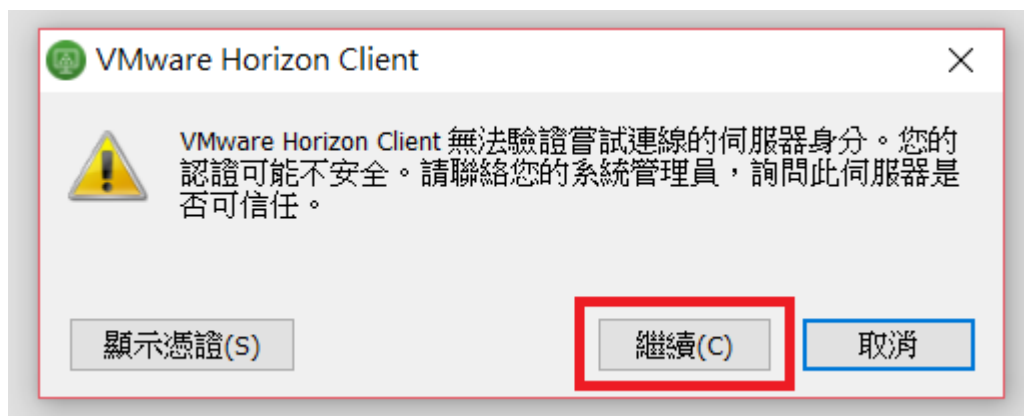 VMware Horizon Client
VMware Horizon Client 無法驗證嘗試連線的伺服器身分。您的
認證可能不安全。請聯絡您的系統管理員，詢問此伺服器是
否可信任。
顯示憑證(S) 繼續(C) 取消